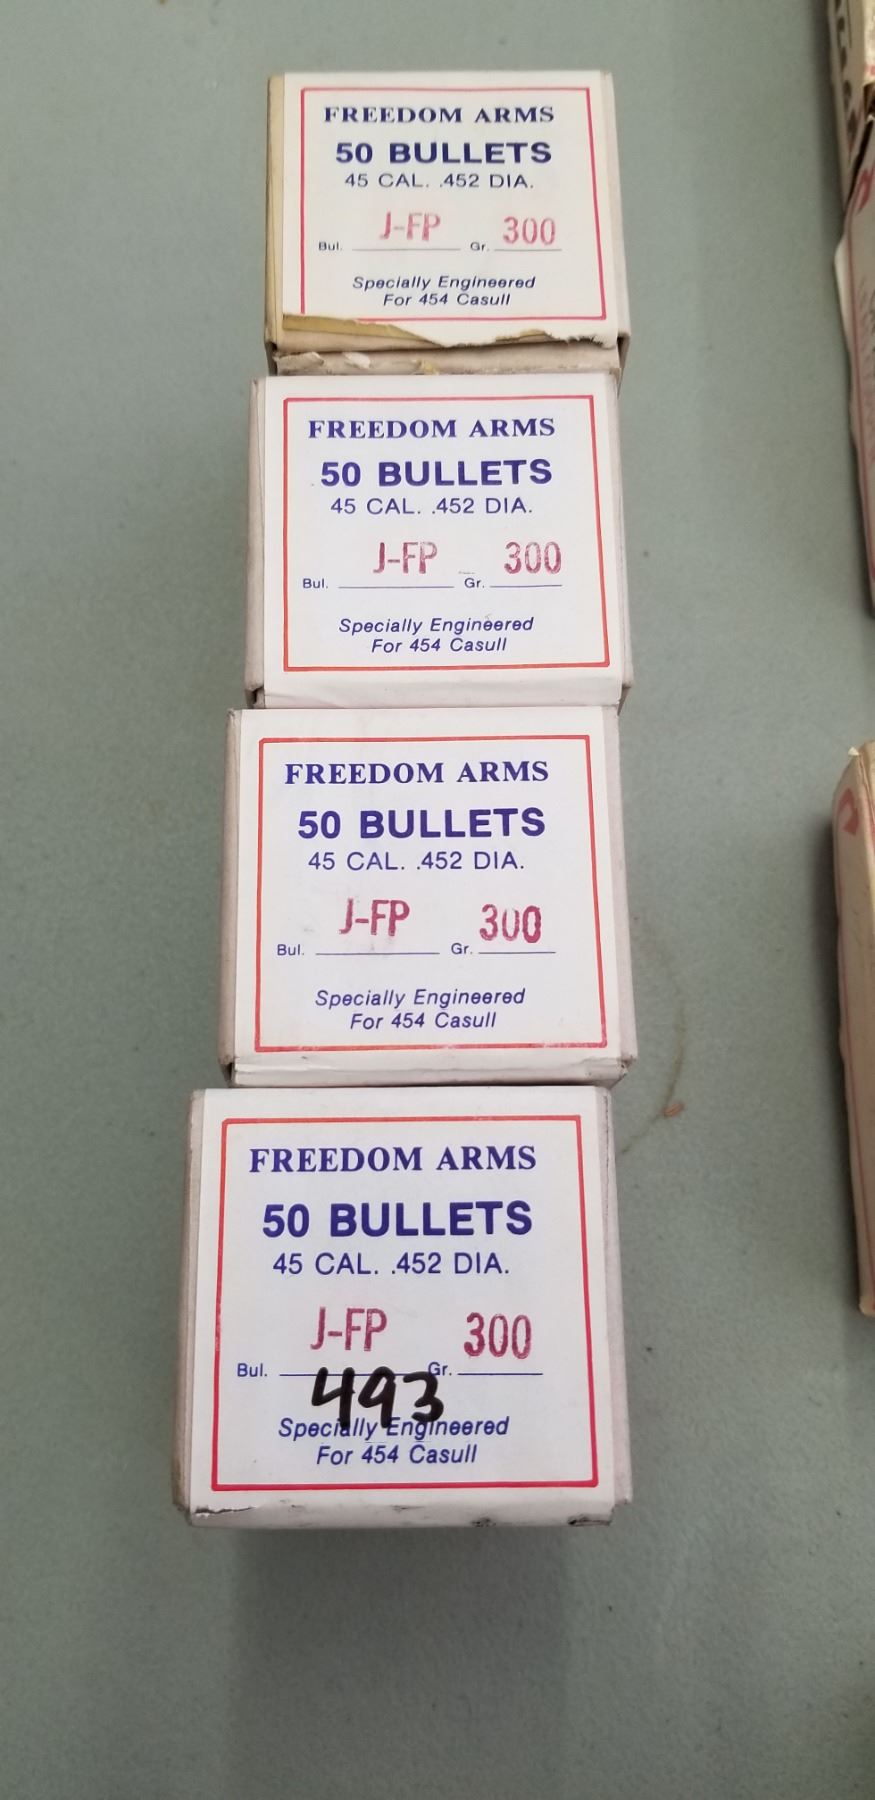 FREEDOM ARMS
50 BULLETS
45 CAL. .452 DIA.
J-FP 300
Bul. Gr.
Specially Engineered
For 454 Casull
FREEDOM ARMS
50 BULLETS
45 CAL. .452 DIA.
J-FP 300
Bul. Gr.
Specially Engineered
For 454 Casull
FREEDOM ARMS
50 BULLETS
45 CAL. .452 DIA.
J-FP 300
Bul. Gr.
Specially Engineered
For 454 Casull
FREEDOM ARMS
50 BULLETS
45 CAL. .452 DIA.
J-FP 300
Bul. Gr.
493
Specially Engineered
For 454 Casull